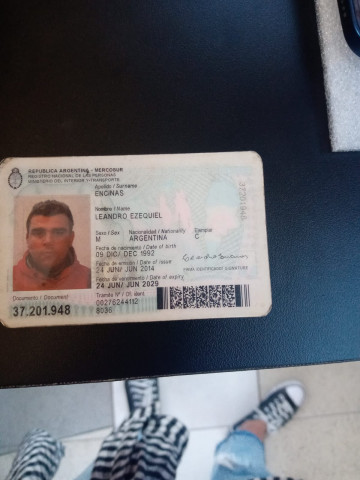 REPUBLICA ARGENTINA - MERCOSUR
REGISTRO NACIONAL DE LAS PERSONAS
MINISTERIO DEL INTERIOR Y TRANSPORTE
Apellido / Surname
ENCINAS
Nombre / Name
LEANDRO EZEQUIEL
Sexo / Sex Nacionalidad / Nationality Ejemplar
M ARGENTINA C
Fecha de nacimiento / Date of birth
09 DIC/ DEC 1992
Fecha de emisión / Date of issue
24 JUN/ JUN 2014
Fecha de vencimiento / Date of expiry
24 JUN/ JUN 2029
FIRMA IDENTIFICADO / SIGNATURE
Documento / Document
37.201.948
Trámite Nº / Of. ident.
00276244112
8036